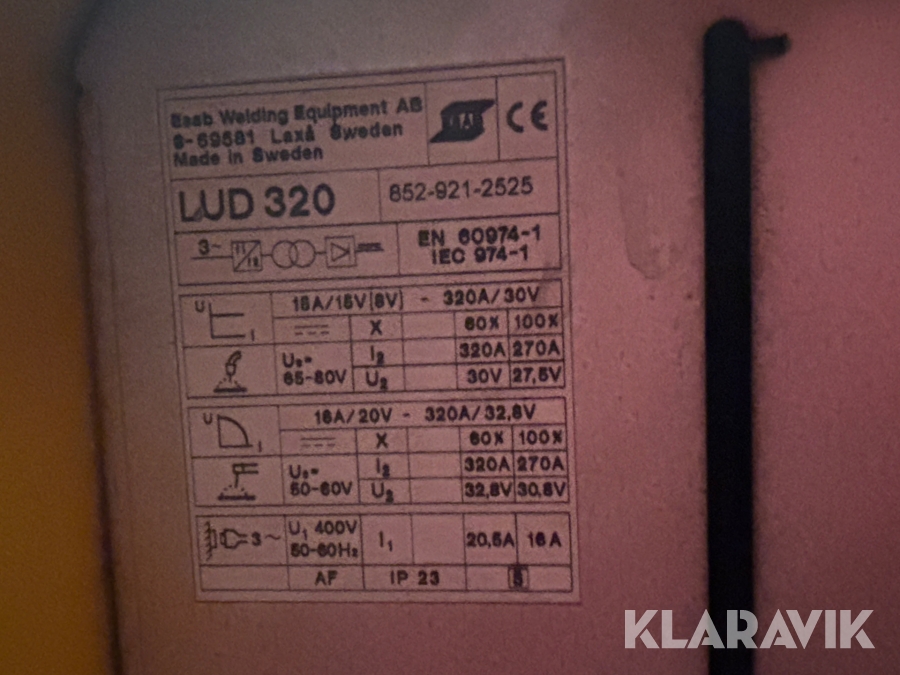 Esab Welding Equipment AB
S-69581 Laxå Sweden
Made in Sweden
ESAB
CE
LUD 320
852-921-2525
3~
EN 60974-1
IEC 974-1
U
I
16A/15V(8V) - 320A/30V
X 60% 100%
U₀=
65-80V
I₂ 320A 270A
U₂ 30V 27,5V
U
I
16A/20V - 320A/32,8V
X 60% 100%
U₀=
50-60V
I₂ 320A 270A
U₂ 32,8V 30,8V
3~
U₁ 400V
50-60Hz
I₁ 20,5A 16A
AF IP 23 S
KLARAVIK